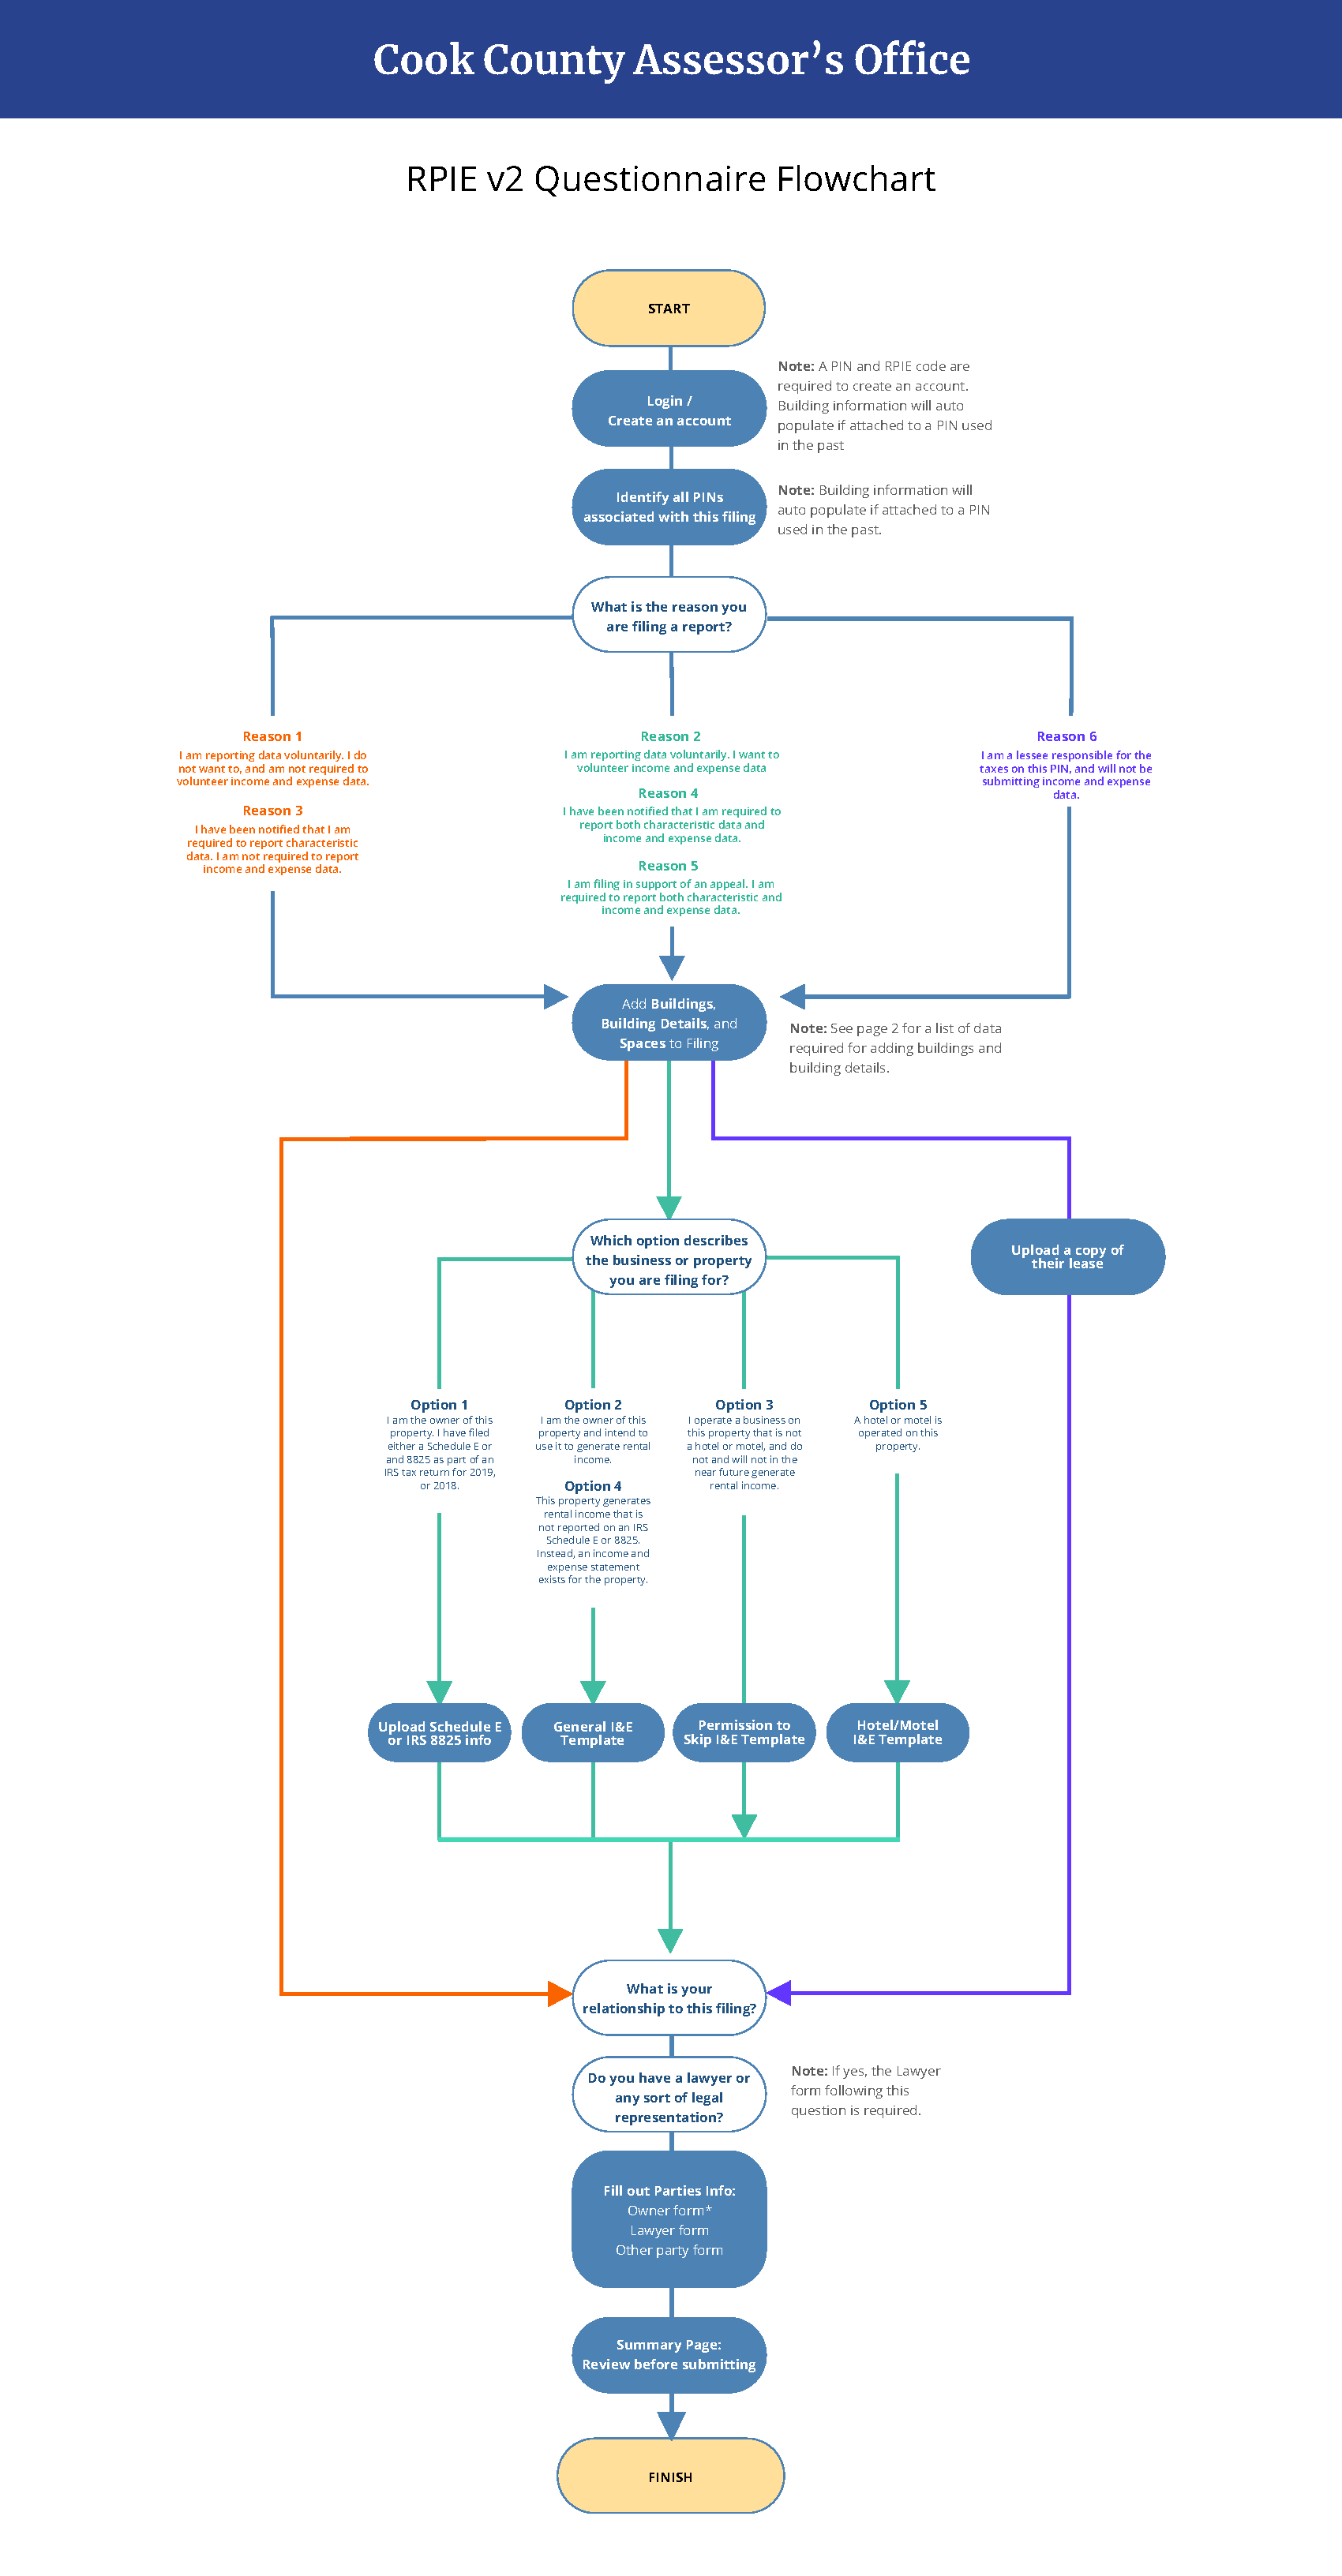 Cook County Assessor's Office
RPIE v2 Questionnaire Flowchart
START
Login /
Create an account
Note: A PIN and RPIE code are
required to create an account.
Building information will auto
populate if attached to a PIN used
in the past
Identify all PINs
associated with this filing
Note: Building information will
auto populate if attached to a PIN
used in the past.
What is the reason you
are filing a report?
Reason 1
I am reporting data voluntarily. I do
not want to, and am not required to
volunteer income and expense data.
Reason 3
I have been notified that I am
required to report characteristic
data. I am not required to report
income and expense data.
Reason 2
I am reporting data voluntarily. I want to
volunteer income and expense data
Reason 4
I have been notified that I am required to
report both characteristic data and
income and expense data.
Reason 5
I am filing in support of an appeal. I am
required to report both characteristic and
income and expense data.
Reason 6
I am a lessee responsible for the
taxes on this PIN, and will not be
submitting income and expense
data.
Add Buildings,
Building Details, and
Spaces to Filing
Note: See page 2 for a list of data
required for adding buildings and
building details.
Which option describes
the business or property
you are filing for?
Upload a copy of
their lease
Option 1
I am the owner of this
property. I have filed
either a Schedule E or
and 8825 as part of an
IRS tax return for 2019,
or 2018.
Option 2
I am the owner of this
property and intend to
use it to generate rental
income.
Option 4
This property generates
rental income that is
not reported on an IRS
Schedule E or 8825.
Instead, an income and
expense statement
exists for the property.
Option 3
I operate a business on
this property that is not
a hotel or motel, and do
not and will not in the
near future generate
rental income.
Option 5
A hotel or motel is
operated on this
property.
Upload Schedule E
or IRS 8825 info
General I&E
Template
Permission to
Skip I&E Template
Hotel/Motel
I&E Template
What is your
relationship to this filing?
Do you have a lawyer or
any sort of legal
representation?
Note: If yes, the Lawyer
form following this
question is required.
Fill out Parties Info:
Owner form*
Lawyer form
Other party form
Summary Page:
Review before submitting
FINISH